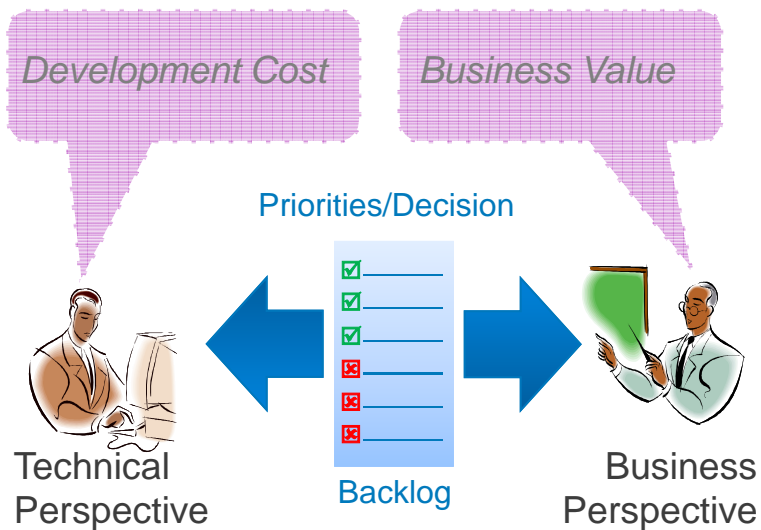 Development Cost
Business Value
Priorities/Decision
Technical
Perspective
Backlog
Business
Perspective